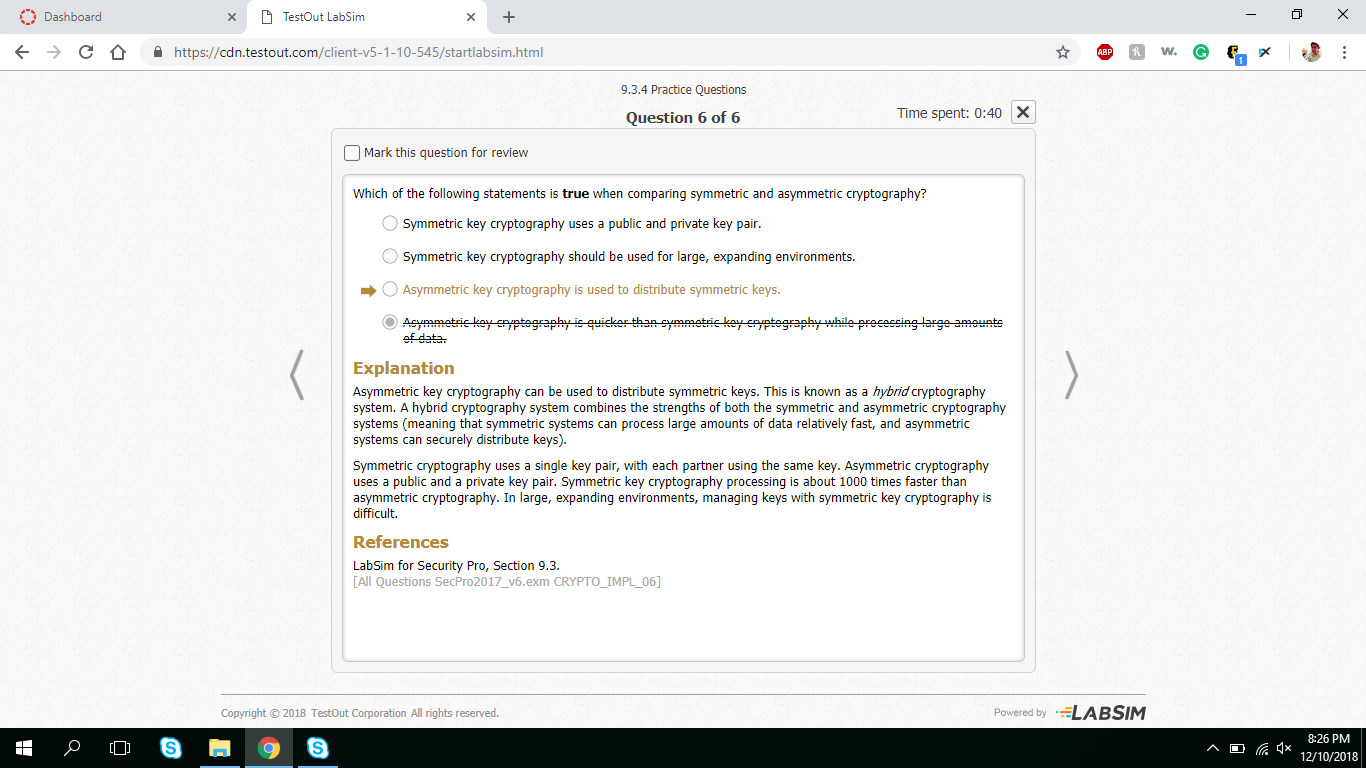 Dashboard
TestOut LabSim
https://cdn.testout.com/client-v5-1-10-545/startlabsim.html
ABP
w.
1
9.3.4 Practice Questions
Question 6 of 6
Time spent: 0:40
Mark this question for review
Which of the following statements is true when comparing symmetric and asymmetric cryptography?
Symmetric key cryptography uses a public and private key pair.
Symmetric key cryptography should be used for large, expanding environments.
Asymmetric key cryptography is used to distribute symmetric keys.
Asymmetric key cryptography is quicker than symmetric key cryptography while processing large amounts
of data.
Explanation
Asymmetric key cryptography can be used to distribute symmetric keys. This is known as a hybrid cryptography
system. A hybrid cryptography system combines the strengths of both the symmetric and asymmetric cryptography
systems (meaning that symmetric systems can process large amounts of data relatively fast, and asymmetric
systems can securely distribute keys).
Symmetric cryptography uses a single key pair, with each partner using the same key. Asymmetric cryptography
uses a public and a private key pair. Symmetric key cryptography processing is about 1000 times faster than
asymmetric cryptography. In large, expanding environments, managing keys with symmetric key cryptography is
difficult.
References
LabSim for Security Pro, Section 9.3.
[All Questions SecPro2017_v6.exm CRYPTO_IMPL_06]
Copyright © 2018 TestOut Corporation All rights reserved.
Powered by LABSIM
8:26 PM
12/10/2018